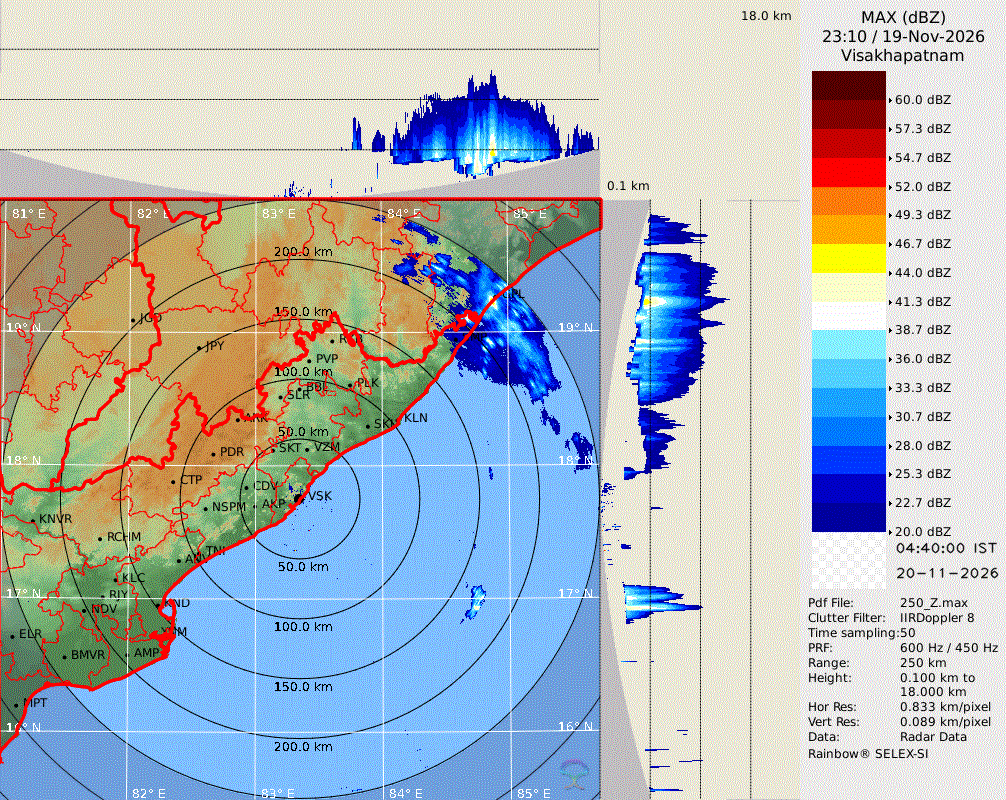 18.0 km
0.1 km
MAX (dBZ)
23:10 / 19-Nov-2026
Visakhapatnam
60.0 dBZ
57.3 dBZ
54.7 dBZ
52.0 dBZ
49.3 dBZ
46.7 dBZ
44.0 dBZ
41.3 dBZ
38.7 dBZ
36.0 dBZ
33.3 dBZ
30.7 dBZ
28.0 dBZ
25.3 dBZ
22.7 dBZ
20.0 dBZ
04:40:00 IST
20-11-2026
Pdf File: 250_Z.max
Clutter Filter: IIRDoppler 8
Time sampling:50
PRF: 600 Hz / 450 Hz
Range: 250 km
Height: 0.100 km to
18.000 km
Hor Res: 0.833 km/pixel
Vert Res: 0.089 km/pixel
Data: Radar Data
Rainbow® SELEX-SI
81° E
82° E
83° E
84° E
85° E
200.0 km
150.0 km
19° N
19° N
JPY
PVP
100.0 km
PLK
SLR
KLN
50.0 km
SKT
VZM
PDR
18° N
18° N
CTP
CDV
VSK
NSPM
AKP
KNVR
RCHM
50.0 km
KLC
17° N
17° N
NDV
KND
100.0 km
ELR
BMVR
AMP
150.0 km
MPT
16° N
16° N
200.0 km
82° E
83° E
84° E
85° E